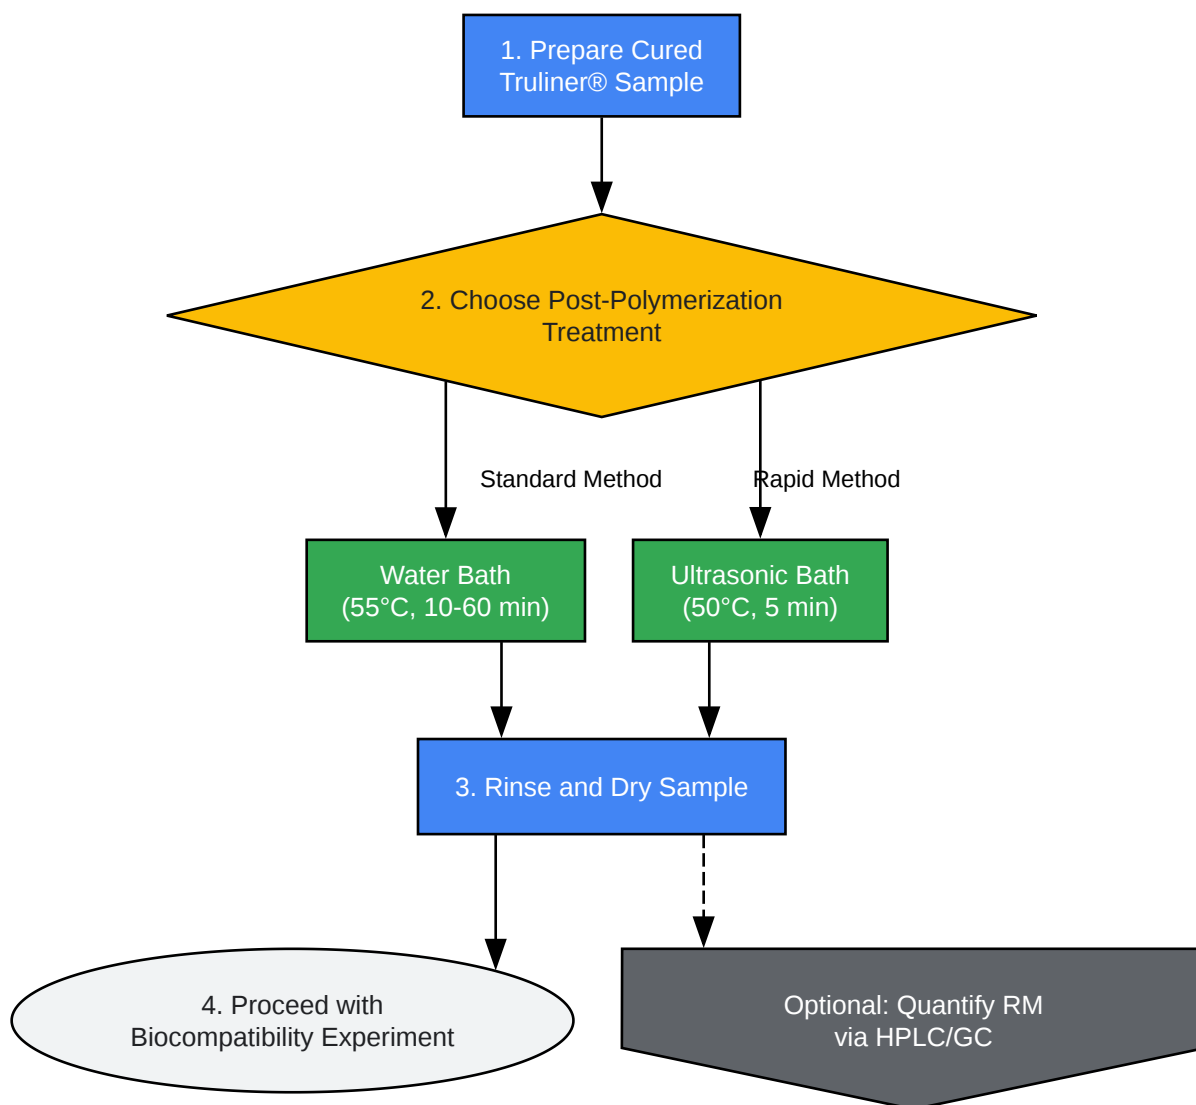 1. Prepare Cured
Truliner® Sample
2. Choose Post-Polymerization
Treatment
Standard Method
Rapid Method
Water Bath
(55°C, 10-60 min)
Ultrasonic Bath
(50°C, 5 min)
3. Rinse and Dry Sample
4. Proceed with
Biocompatibility Experiment
Optional: Quantify RM
via HPLC/GC